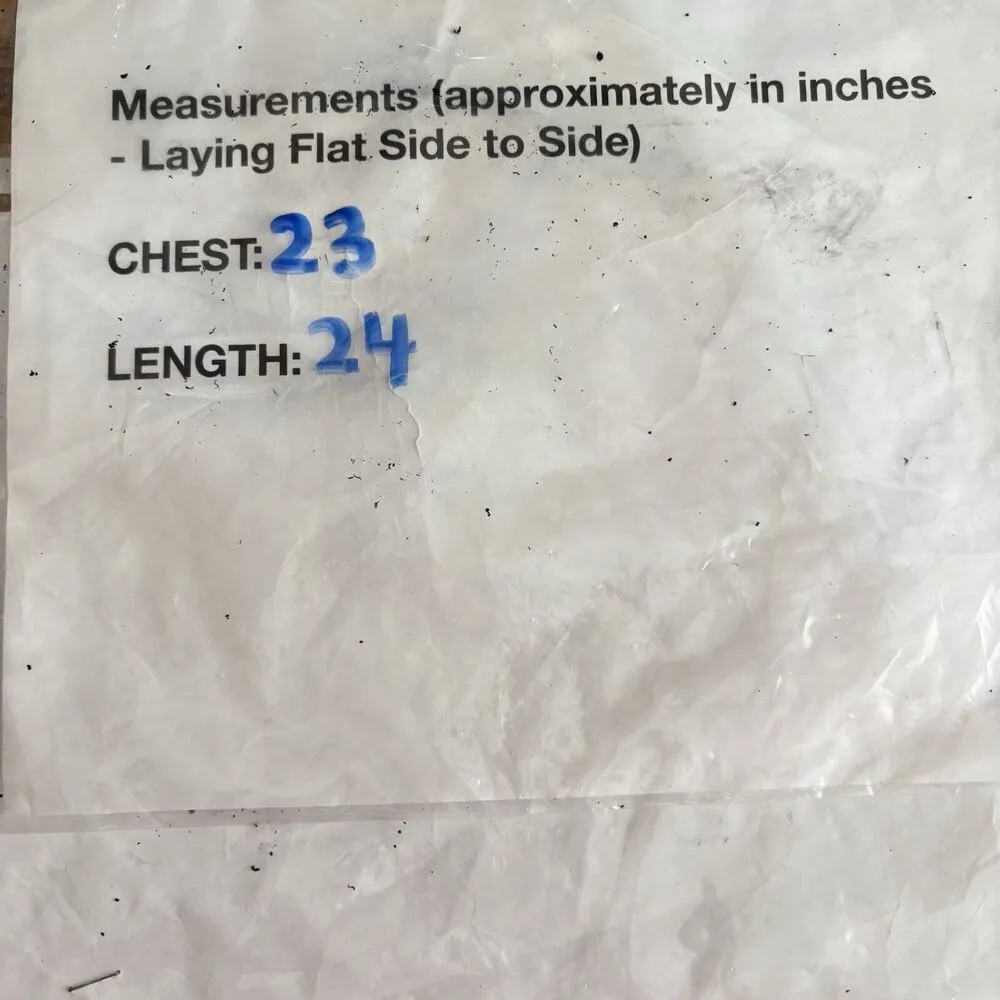 Measurements (approximately in inches
- Laying Flat Side to Side)
CHEST: 23
LENGTH: 24